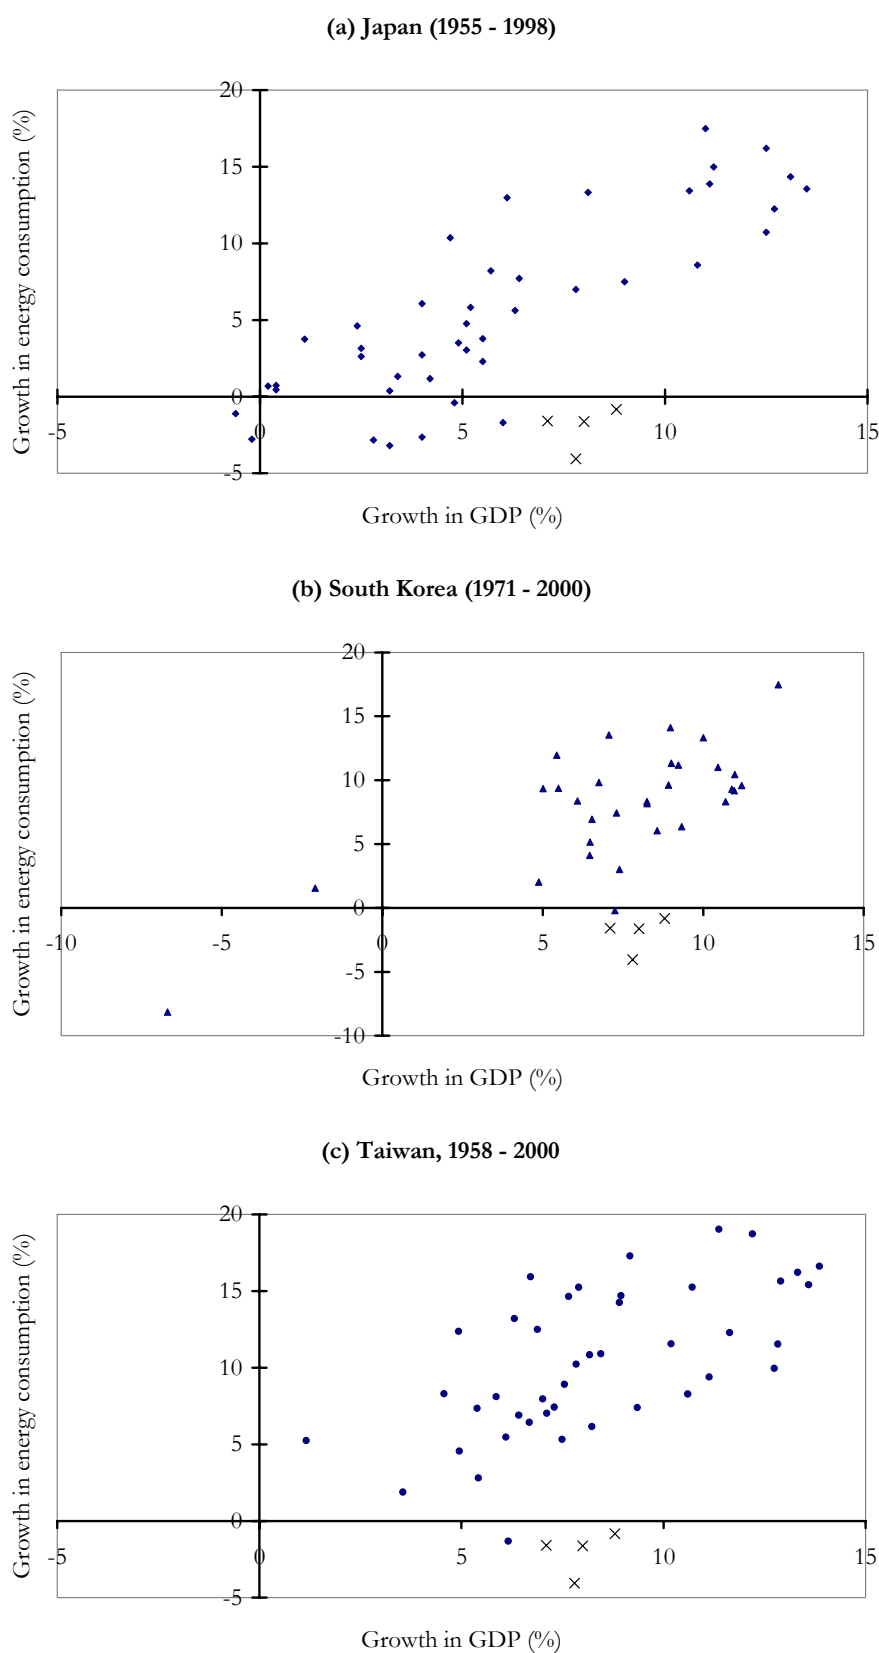 (a) Japan (1955 - 1998)
20
15
10
5
0
-5 0 5 10 15
-5
Growth in energy consumption (%)
Growth in GDP (%)
(b) South Korea (1971 - 2000)
20
15
10
5
0
-10 -5 0 5 10 15
-5
-10
Growth in energy consumption (%)
Growth in GDP (%)
(c) Taiwan, 1958 - 2000
20
15
10
5
0
-5 0 5 10 15
-5
Growth in energy consumption (%)
Growth in GDP (%)